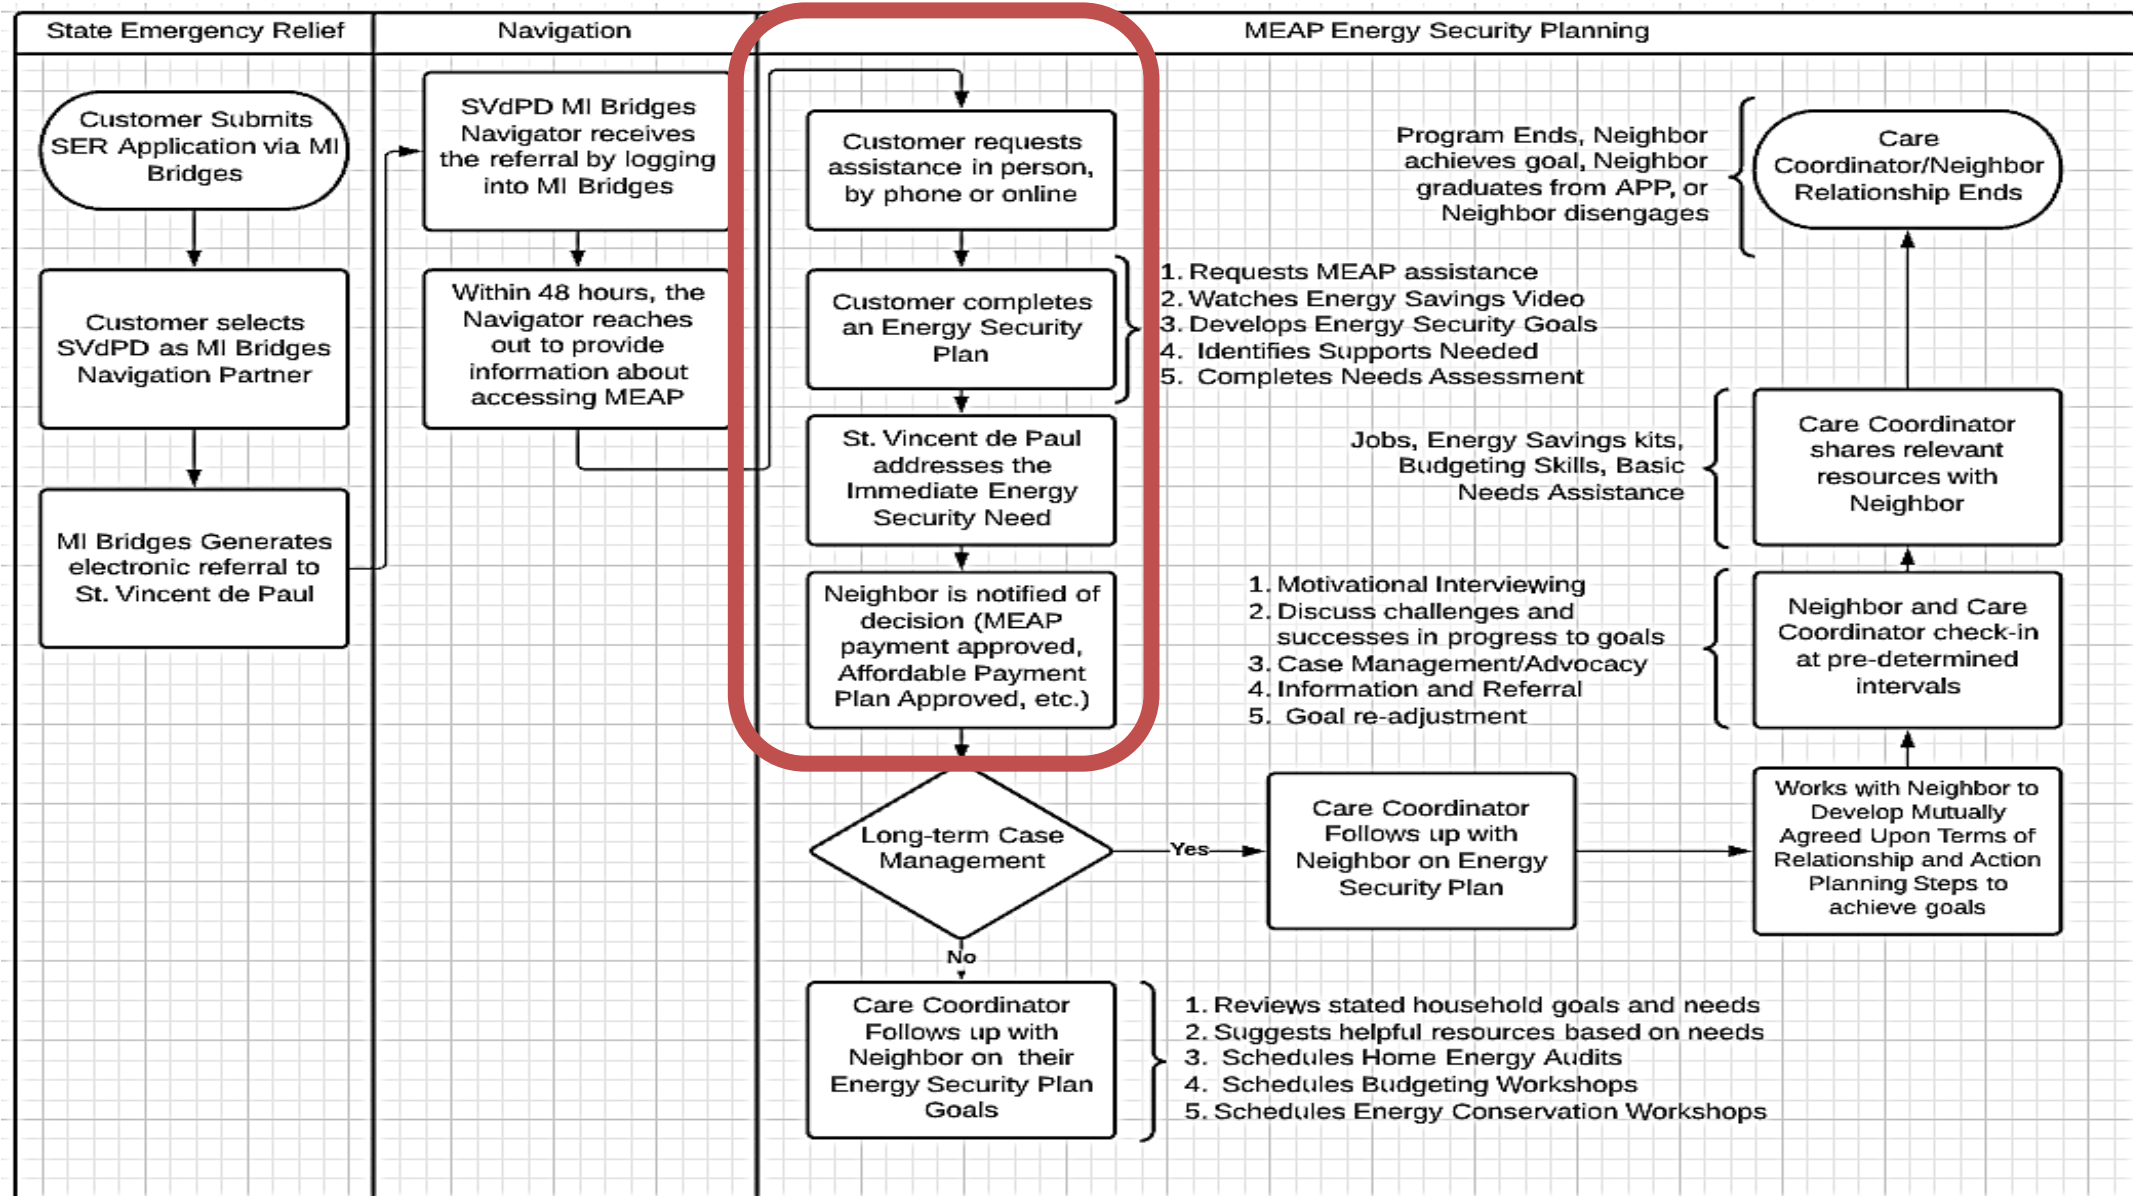 State Emergency Relief
Navigation
MEAP Energy Security Planning
Customer Submits
SER Application via MI
Bridges
Customer selects
SVdPD as MI Bridges
Navigation Partner
MI Bridges Generates
electronic referral to
St. Vincent de Paul
SVdPD MI Bridges
Navigator receives
the referral by logging
into MI Bridges
Within 48 hours, the
Navigator reaches
out to provide
information about
accessing MEAP
Customer requests
assistance in person,
by phone or online
Customer completes
an Energy Security
Plan
1. Requests MEAP assistance
2. Watches Energy Savings Video
3. Develops Energy Security Goals
4. Identifies Supports Needed
5. Completes Needs Assessment
St. Vincent de Paul
addresses the
Immediate Energy
Security Need
Neighbor is notified of
decision (MEAP
payment approved,
Affordable Payment
Plan Approved, etc.)
Long-term Case
Management
Yes
No
Care Coordinator
Follows up with
Neighbor on their
Energy Security Plan
Goals
1. Reviews stated household goals and needs
2. Suggests helpful resources based on needs
3. Schedules Home Energy Audits
4. Schedules Budgeting Workshops
5. Schedules Energy Conservation Workshops
Care Coordinator
Follows up with
Neighbor on Energy
Security Plan
Works with Neighbor to
Develop Mutually
Agreed Upon Terms of
Relationship and Action
Planning Steps to
achieve goals
Neighbor and Care
Coordinator check-in
at pre-determined
intervals
1. Motivational Interviewing
2. Discuss challenges and
successes in progress to goals
3. Case Management/Advocacy
4. Information and Referral
5. Goal re-adjustment
Care Coordinator
shares relevant
resources with
Neighbor
Jobs, Energy Savings kits,
Budgeting Skills, Basic
Needs Assistance
Care
Coordinator/Neighbor
Relationship Ends
Program Ends, Neighbor
achieves goal, Neighbor
graduates from APP, or
Neighbor disengages